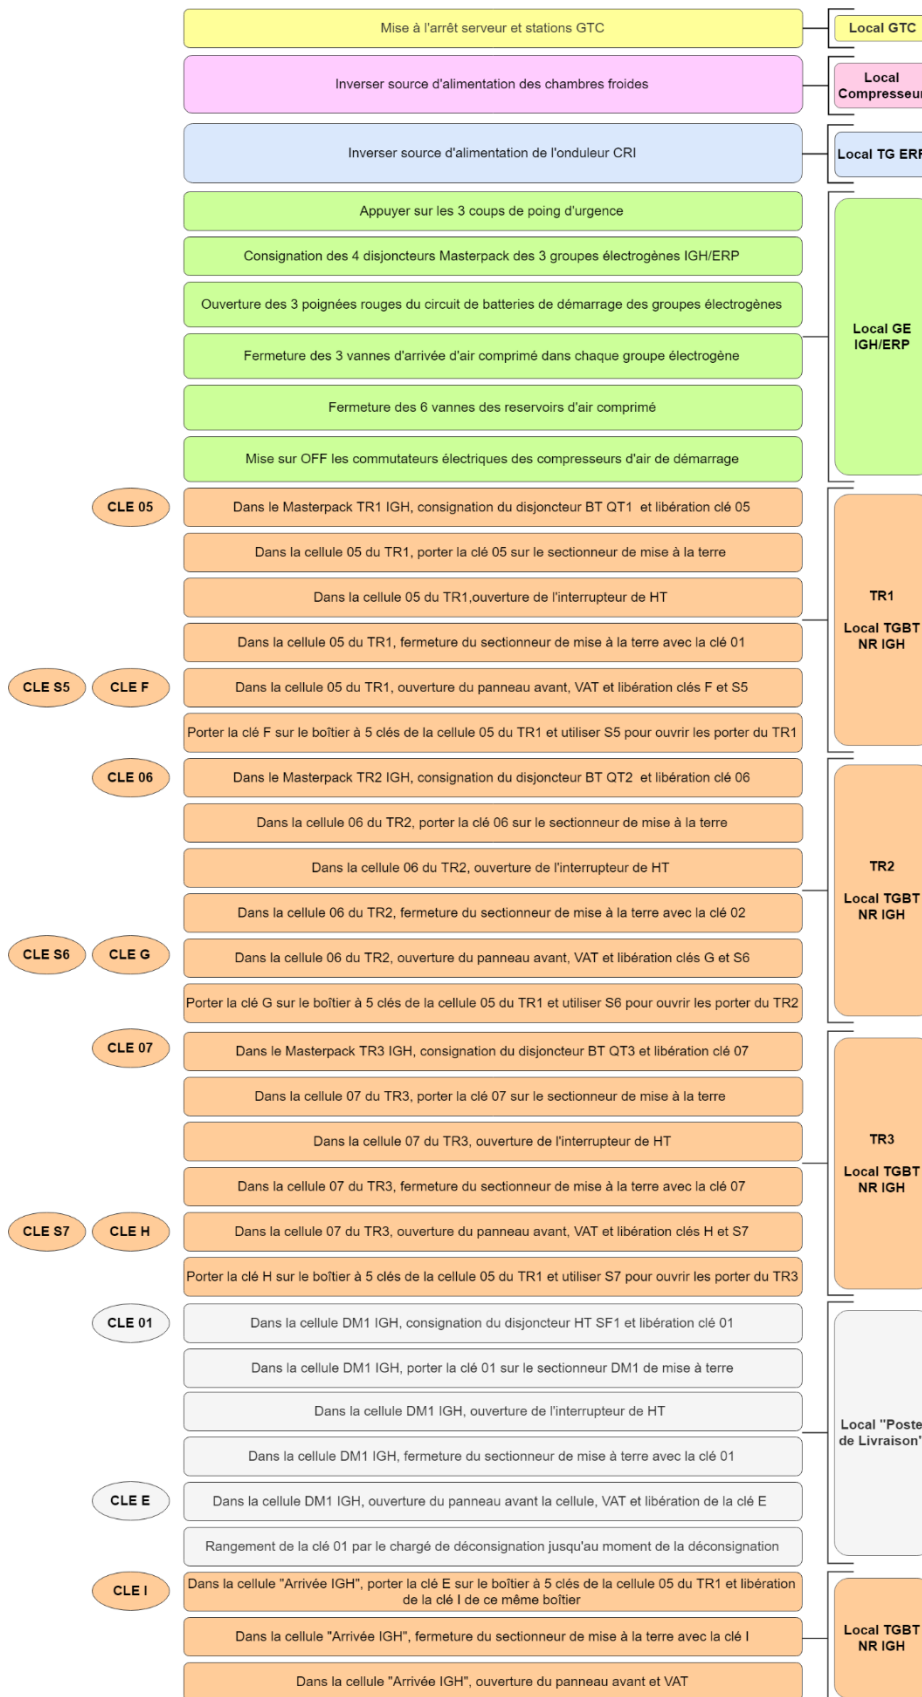 Mise à l'arrêt serveur et stations GTC
Local GTC
Inverser source d'alimentation des chambres froides
Local
Compresseur
Inverser source d'alimentation de l'onduleur CRI
Local TG ERP
Appuyer sur les 3 coups de poing d'urgence
Consignation des 4 disjoncteurs Masterpack des 3 groupes électrogènes IGH/ERP
Ouverture des 3 poignées rouges du circuit de batteries de démarrage des groupes électrogènes
Fermeture des 3 vannes d'arrivée d'air comprimé dans chaque groupe électrogène
Fermeture des 6 vannes des reservoirs d'air comprimé
Mise sur OFF les commutateurs électriques des compresseurs d'air de démarrage
Local GE
IGH/ERP
CLE 05
Dans le Masterpack TR1 IGH, consignation du disjoncteur BT QT1 et libération clé 05
Dans la cellule 05 du TR1, porter la clé 05 sur le sectionneur de mise à la terre
Dans la cellule 05 du TR1,ouverture de l'interrupteur de HT
Dans la cellule 05 du TR1, fermeture du sectionneur de mise à la terre avec la clé 01
CLE S5
CLE F
Dans la cellule 05 du TR1, ouverture du panneau avant, VAT et libération clés F et S5
Porter la clé F sur le boîtier à 5 clés de la cellule 05 du TR1 et utiliser S5 pour ouvrir les porter du TR1
TR1
Local TGBT
NR IGH
CLE 06
Dans le Masterpack TR2 IGH, consignation du disjoncteur BT QT2 et libération clé 06
Dans la cellule 06 du TR2, porter la clé 06 sur le sectionneur de mise à la terre
Dans la cellule 06 du TR2, ouverture de l'interrupteur de HT
Dans la cellule 06 du TR2, fermeture du sectionneur de mise à la terre avec la clé 02
CLE S6
CLE G
Dans la cellule 06 du TR2, ouverture du panneau avant, VAT et libération clés G et S6
Porter la clé G sur le boîtier à 5 clés de la cellule 05 du TR1 et utiliser S6 pour ouvrir les porter du TR2
TR2
Local TGBT
NR IGH
CLE 07
Dans le Masterpack TR3 IGH, consignation du disjoncteur BT QT3 et libération clé 07
Dans la cellule 07 du TR3, porter la clé 07 sur le sectionneur de mise à la terre
Dans la cellule 07 du TR3, ouverture de l'interrupteur de HT
Dans la cellule 07 du TR3, fermeture du sectionneur de mise à la terre avec la clé 07
CLE S7
CLE H
Dans la cellule 07 du TR3, ouverture du panneau avant, VAT et libération clés H et S7
Porter la clé H sur le boîtier à 5 clés de la cellule 05 du TR1 et utiliser S7 pour ouvrir les porter du TR3
TR3
Local TGBT
NR IGH
CLE 01
Dans la cellule DM1 IGH, consignation du disjoncteur HT SF1 et libération clé 01
Dans la cellule DM1 IGH, porter la clé 01 sur le sectionneur DM1 de mise à terre
Dans la cellule DM1 IGH, ouverture de l'interrupteur de HT
Dans la cellule DM1 IGH, fermeture du sectionneur de mise à terre avec la clé 01
CLE E
Dans la cellule DM1 IGH, ouverture du panneau avant la cellule, VAT et libération de la clé E
Rangement de la clé 01 par le chargé de déconsignation jusqu'au moment de la déconsignation
Local "Poste
de Livraison"
CLE I
Dans la cellule "Arrivée IGH", porter la clé E sur le boîtier à 5 clés de la cellule 05 du TR1 et libération
de la clé I de ce même boîtier
Dans la cellule "Arrivée IGH", fermeture du sectionneur de mise à la terre avec la clé I
Dans la cellule "Arrivée IGH", ouverture du panneau avant et VAT
Local TGBT
NR IGH